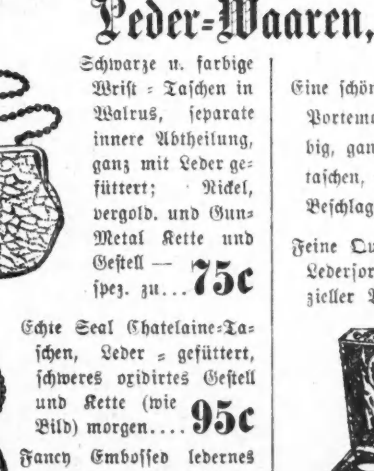 Leder-Waaren,
Schwarze u. farbige
Wrist = Taschen in
Walrus, separate
innere Abtheilung,
ganz mit Leder ge=
füttert; Nickel,
vergold. und Gun=
Metal Kette und
Gestell —
spez. zu... 75c
Echte Seal Chatelaine=Ta=
schen, Leder = gefüttert,
schweres oxidirtes Gestell
und Kette (wie
Bild) morgen.... 95c
Fancy Embossed ledernes
Eine schön
Portem
big, gan
taschen,
Beschlag
Feine Qu
Ledersor
zieller